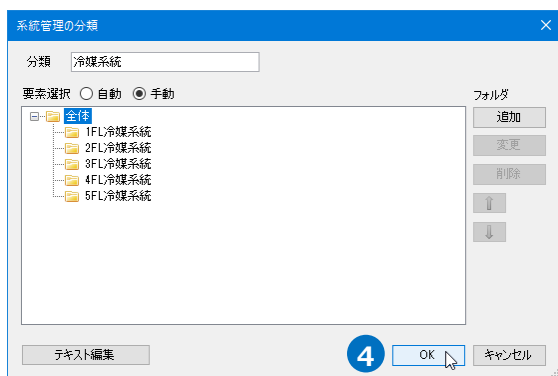 系統管理の分類
分類 冷媒系統
要素選択 自動 手動
フォルダ
全体
1FL冷媒系統
2FL冷媒系統
3FL冷媒系統
4FL冷媒系統
5FL冷媒系統
追加
変更
削除
↑
↓
テキスト編集
4
OK
キャンセル